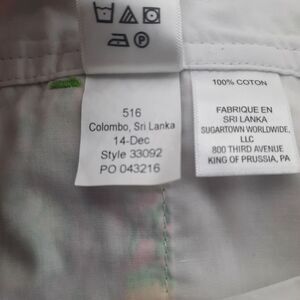 516
Colombo, Sri Lanka
14-Dec
Style 33092
PO 043216
100% COTON
FABRIQUE EN
SRI LANKA
SUGARTOWN WORLDWIDE,
LLC
800 THIRD AVENUE
KING OF PRUSSIA, PA